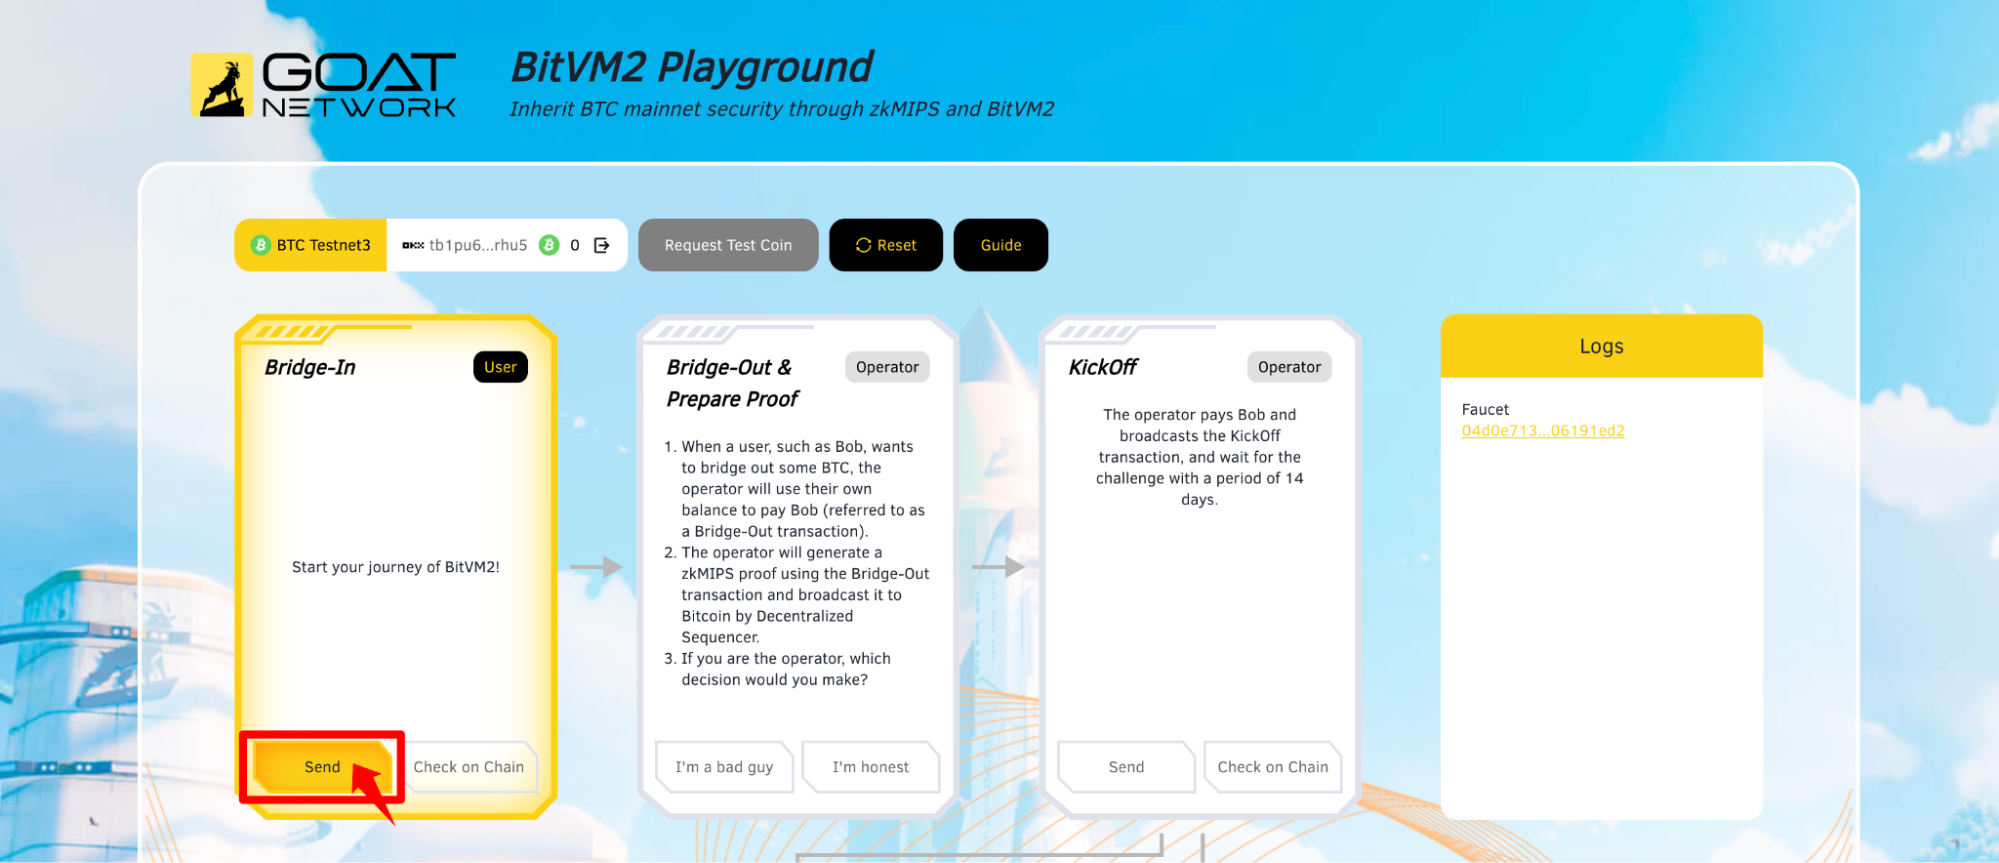 GOAT
NETWORK
BitVM2 Playground
Inherit BTC mainnet security through zkMIPS and BitVM2
BTC Testnet3
OKX tb1pu6...rhu5 0
Request Test Coin
Reset
Guide
Bridge-In
User
Start your journey of BitVM2!
Send
Check on Chain
Bridge-Out &
Prepare Proof
Operator
1. When a user, such as Bob, wants
to bridge out some BTC, the
operator will use their own
balance to pay Bob (referred to as
a Bridge-Out transaction).
2. The operator will generate a
zkMIPS proof using the Bridge-Out
transaction and broadcast it to
Bitcoin by Decentralized
Sequencer.
3. If you are the operator, which
decision would you make?
I'm a bad guy
I'm honest
KickOff
Operator
The operator pays Bob and
broadcasts the KickOff
transaction, and wait for the
challenge with a period of 14
days.
Send
Check on Chain
Logs
Faucet
04d0e713...06191ed2